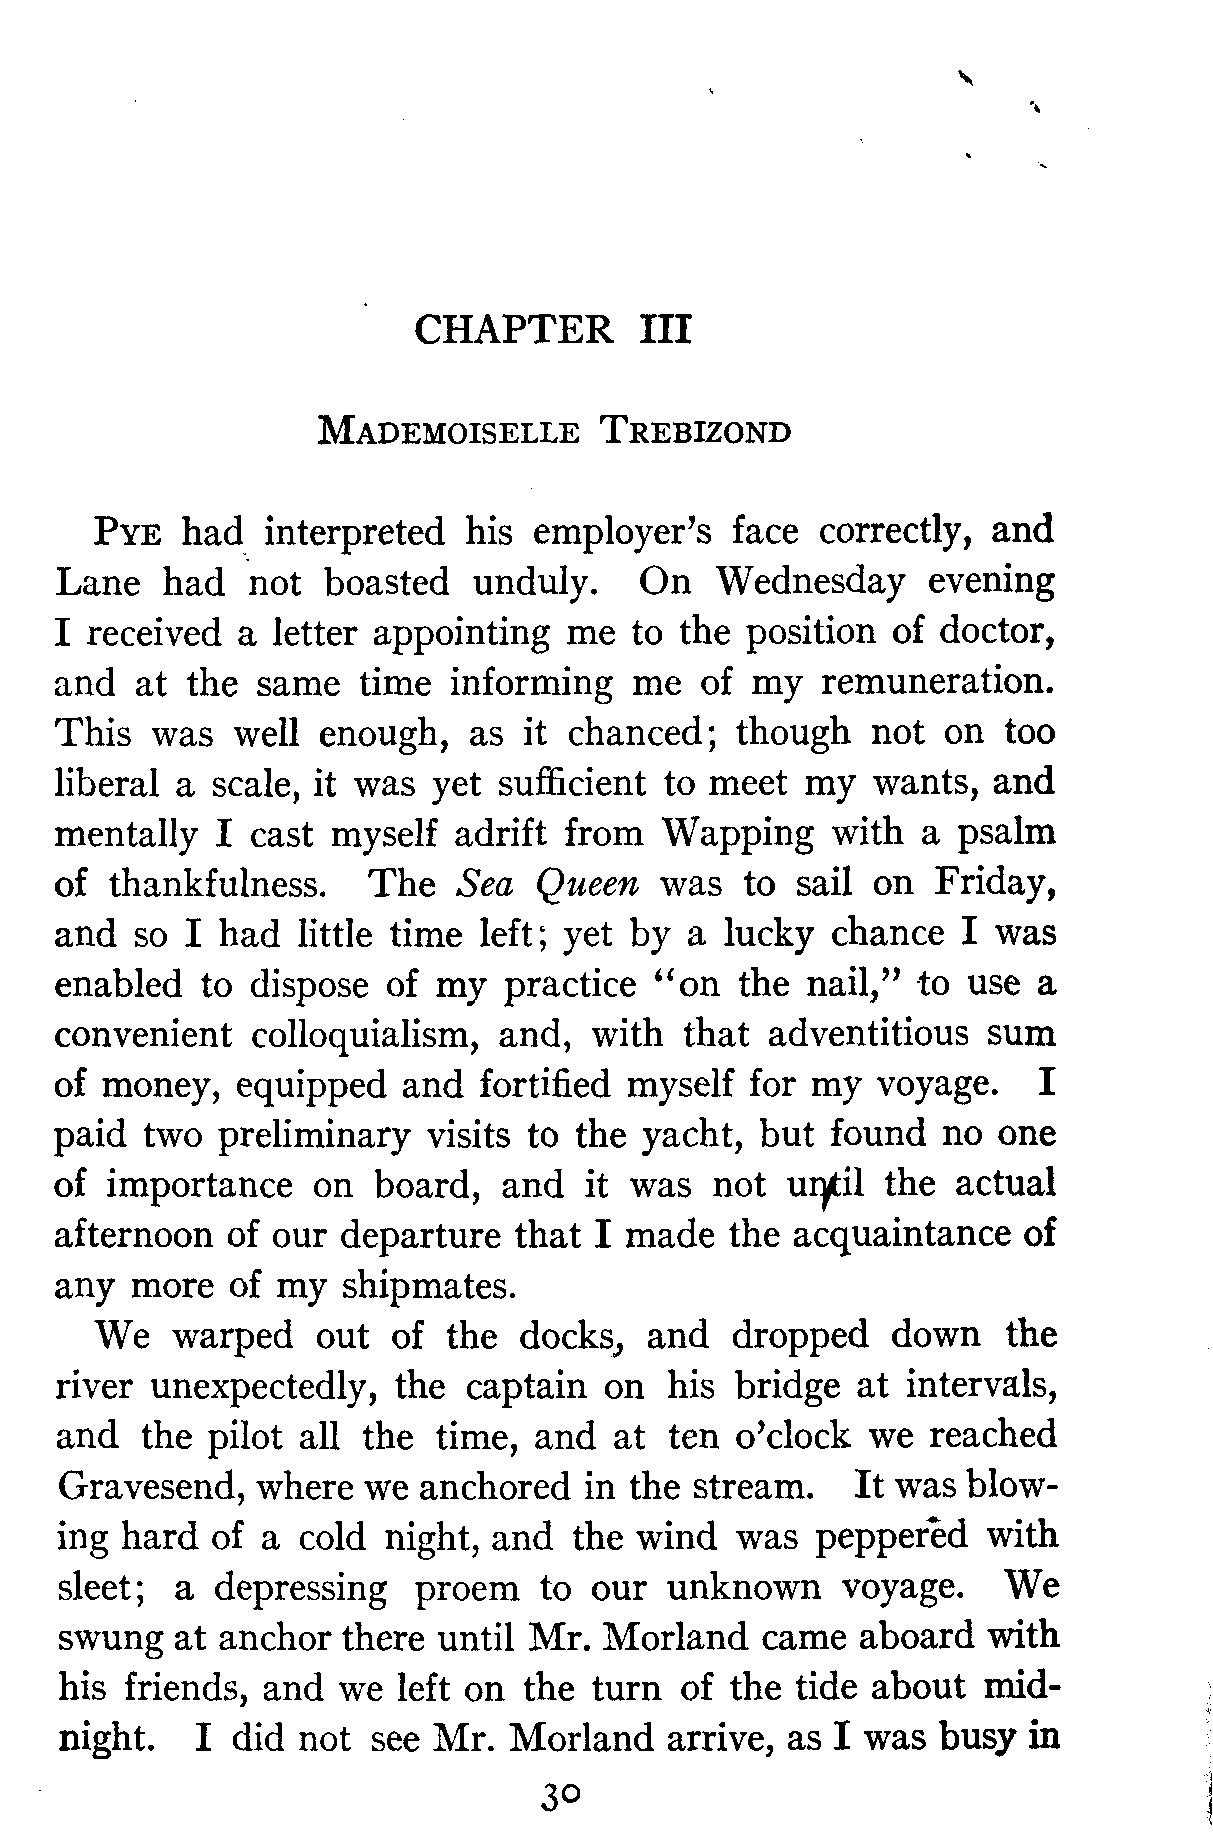 CHAPTER III
MADEMOISELLE TREBIZOND
PYE had interpreted his employer's face correctly, and
Lane had not boasted unduly. On Wednesday evening
I received a letter appointing me to the position of doctor,
and at the same time informing me of my remuneration.
This was well enough, as it chanced; though not on too
liberal a scale, it was yet sufficient to meet my wants, and
mentally I cast myself adrift from Wapping with a psalm
of thankfulness. The Sea Queen was to sail on Friday,
and so I had little time left; yet by a lucky chance I was
enabled to dispose of my practice "on the nail," to use a
convenient colloquialism, and, with that adventitious sum
of money, equipped and fortified myself for my voyage. I
paid two preliminary visits to the yacht, but found no one
of importance on board, and it was not until the actual
afternoon of our departure that I made the acquaintance of
any more of my shipmates.
We warped out of the docks, and dropped down the
river unexpectedly, the captain on his bridge at intervals,
and the pilot all the time, and at ten o'clock we reached
Gravesend, where we anchored in the stream. It was blow-
ing hard of a cold night, and the wind was peppered with
sleet; a depressing proem to our unknown voyage. We
swung at anchor there until Mr. Morland came aboard with
his friends, and we left on the turn of the tide about mid-
night. I did not see Mr. Morland arrive, as I was busy in
30